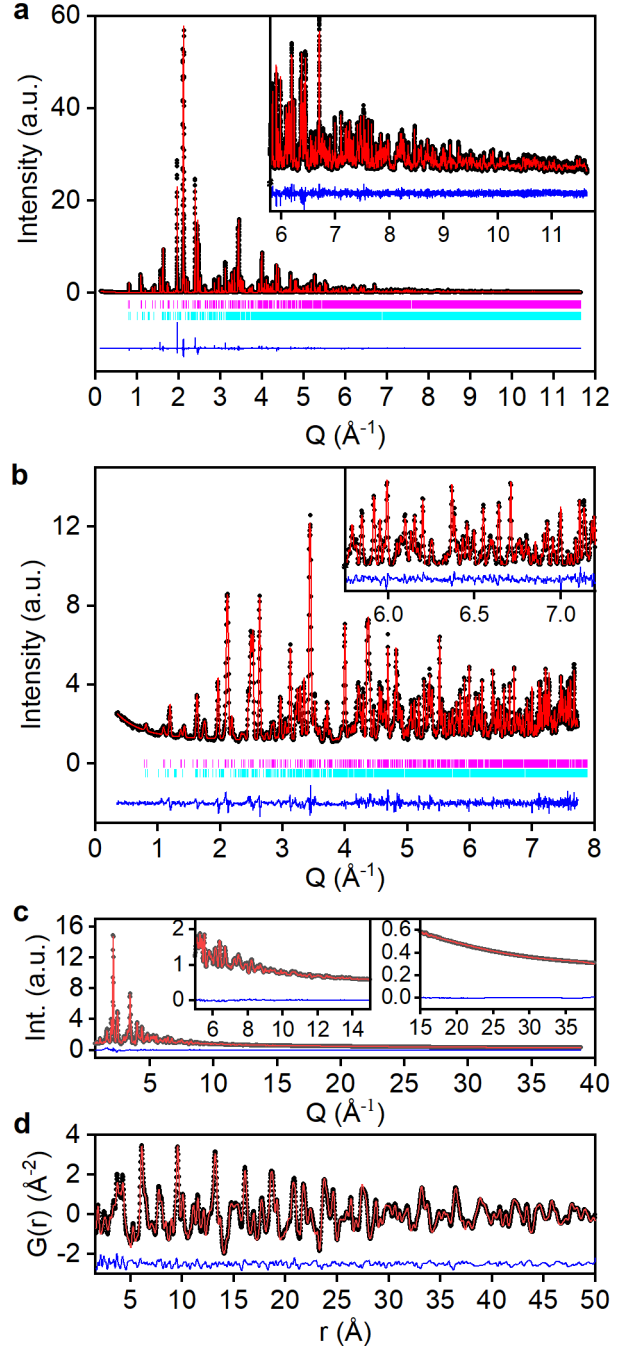 a
60
40
20
0
Intensity (a.u.)
6 7 8 9 10 11
0 1 2 3 4 5 6 7 8 9 10 11 12
Q (Å-1)
b
12
8
4
0
Intensity (a.u.)
6.0 6.5 7.0
0 1 2 3 4 5 6 7 8
Q (Å-1)
c
16
12
8
4
0
Int. (a.u.)
2
1
0
6 8 10 12 14
0.6
0.4
0.2
0.0
15 20 25 30 35
5 10 15 20 25 30 35 40
Q (Å-1)
d
4
2
0
-2
G(r) (Å-2)
5 10 15 20 25 30 35 40 45 50
r (Å)